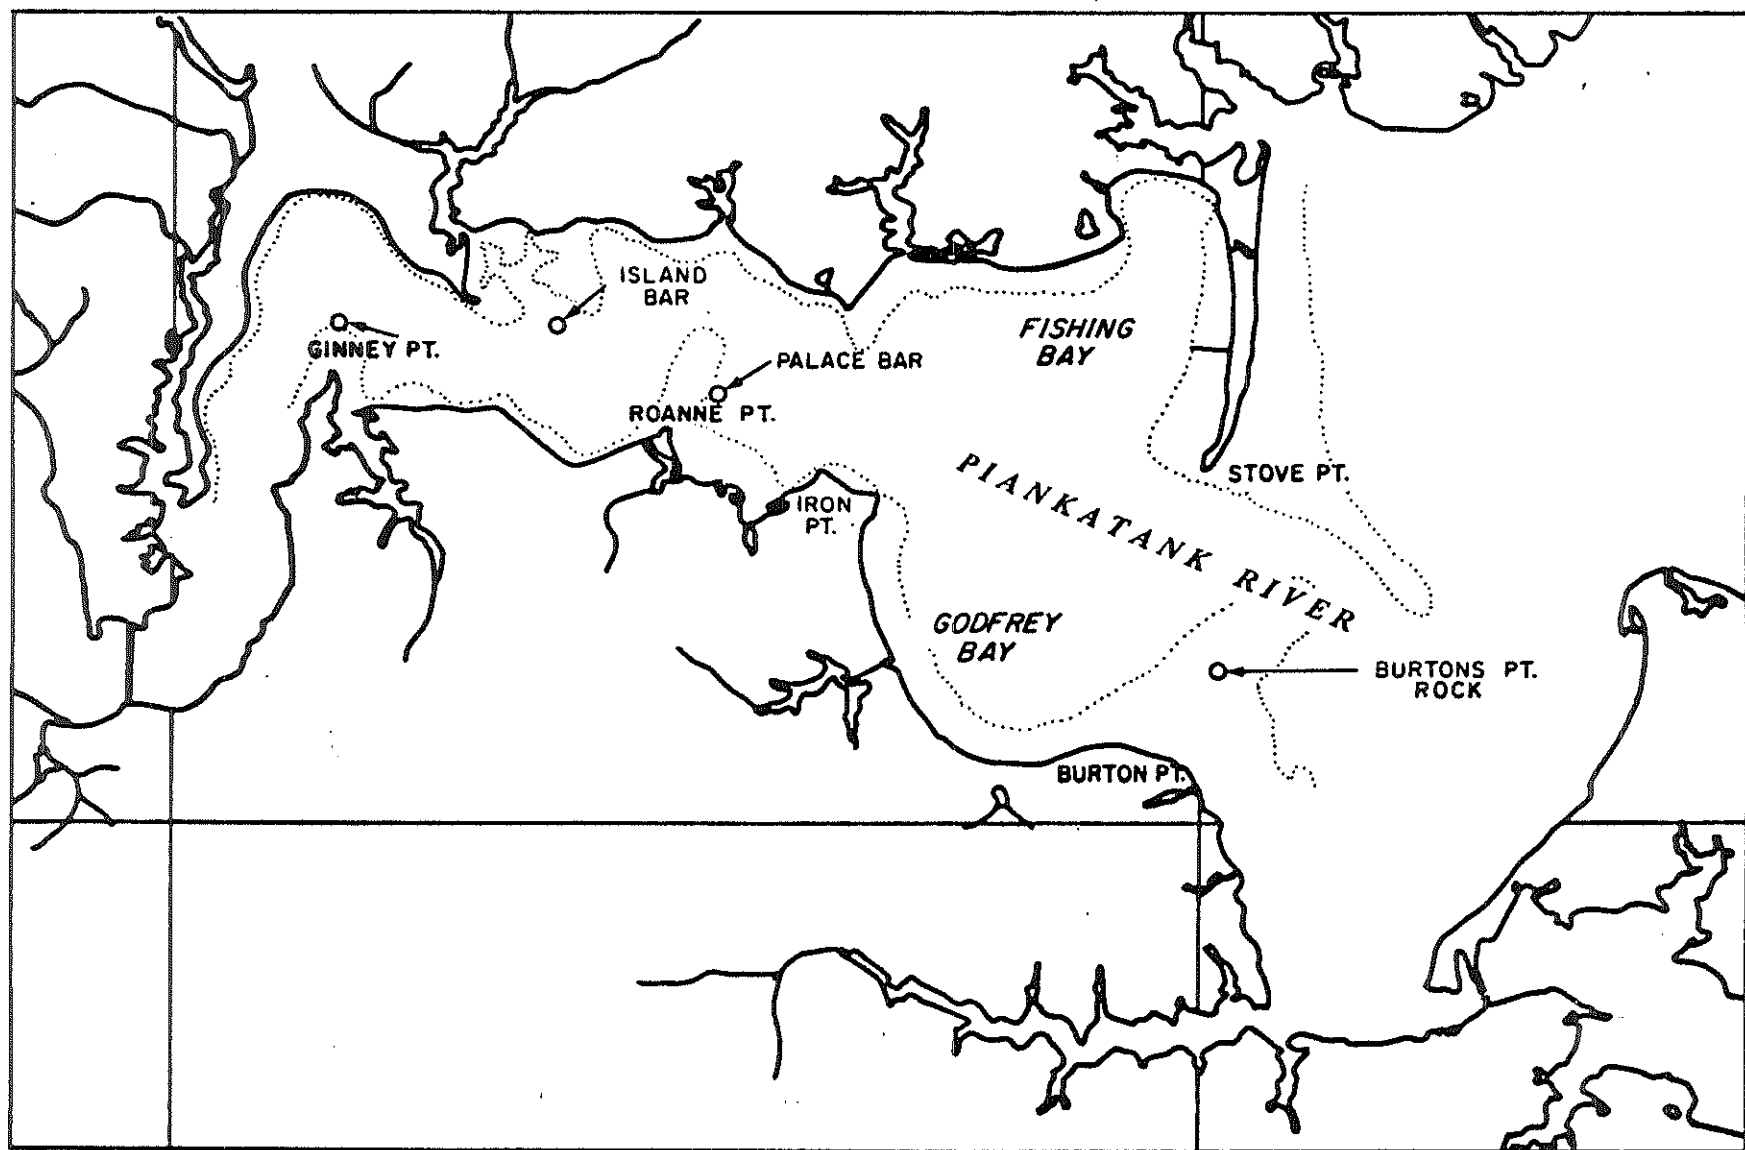 ISLAND
BAR
GINNEY PT.
FISHING
BAY
PALACE BAR
ROANNE PT.
PIANKATANK RIVER
STOVE PT.
IRON
PT.
GODFREY
BAY
BURTONS PT.
ROCK
BURTON PT.